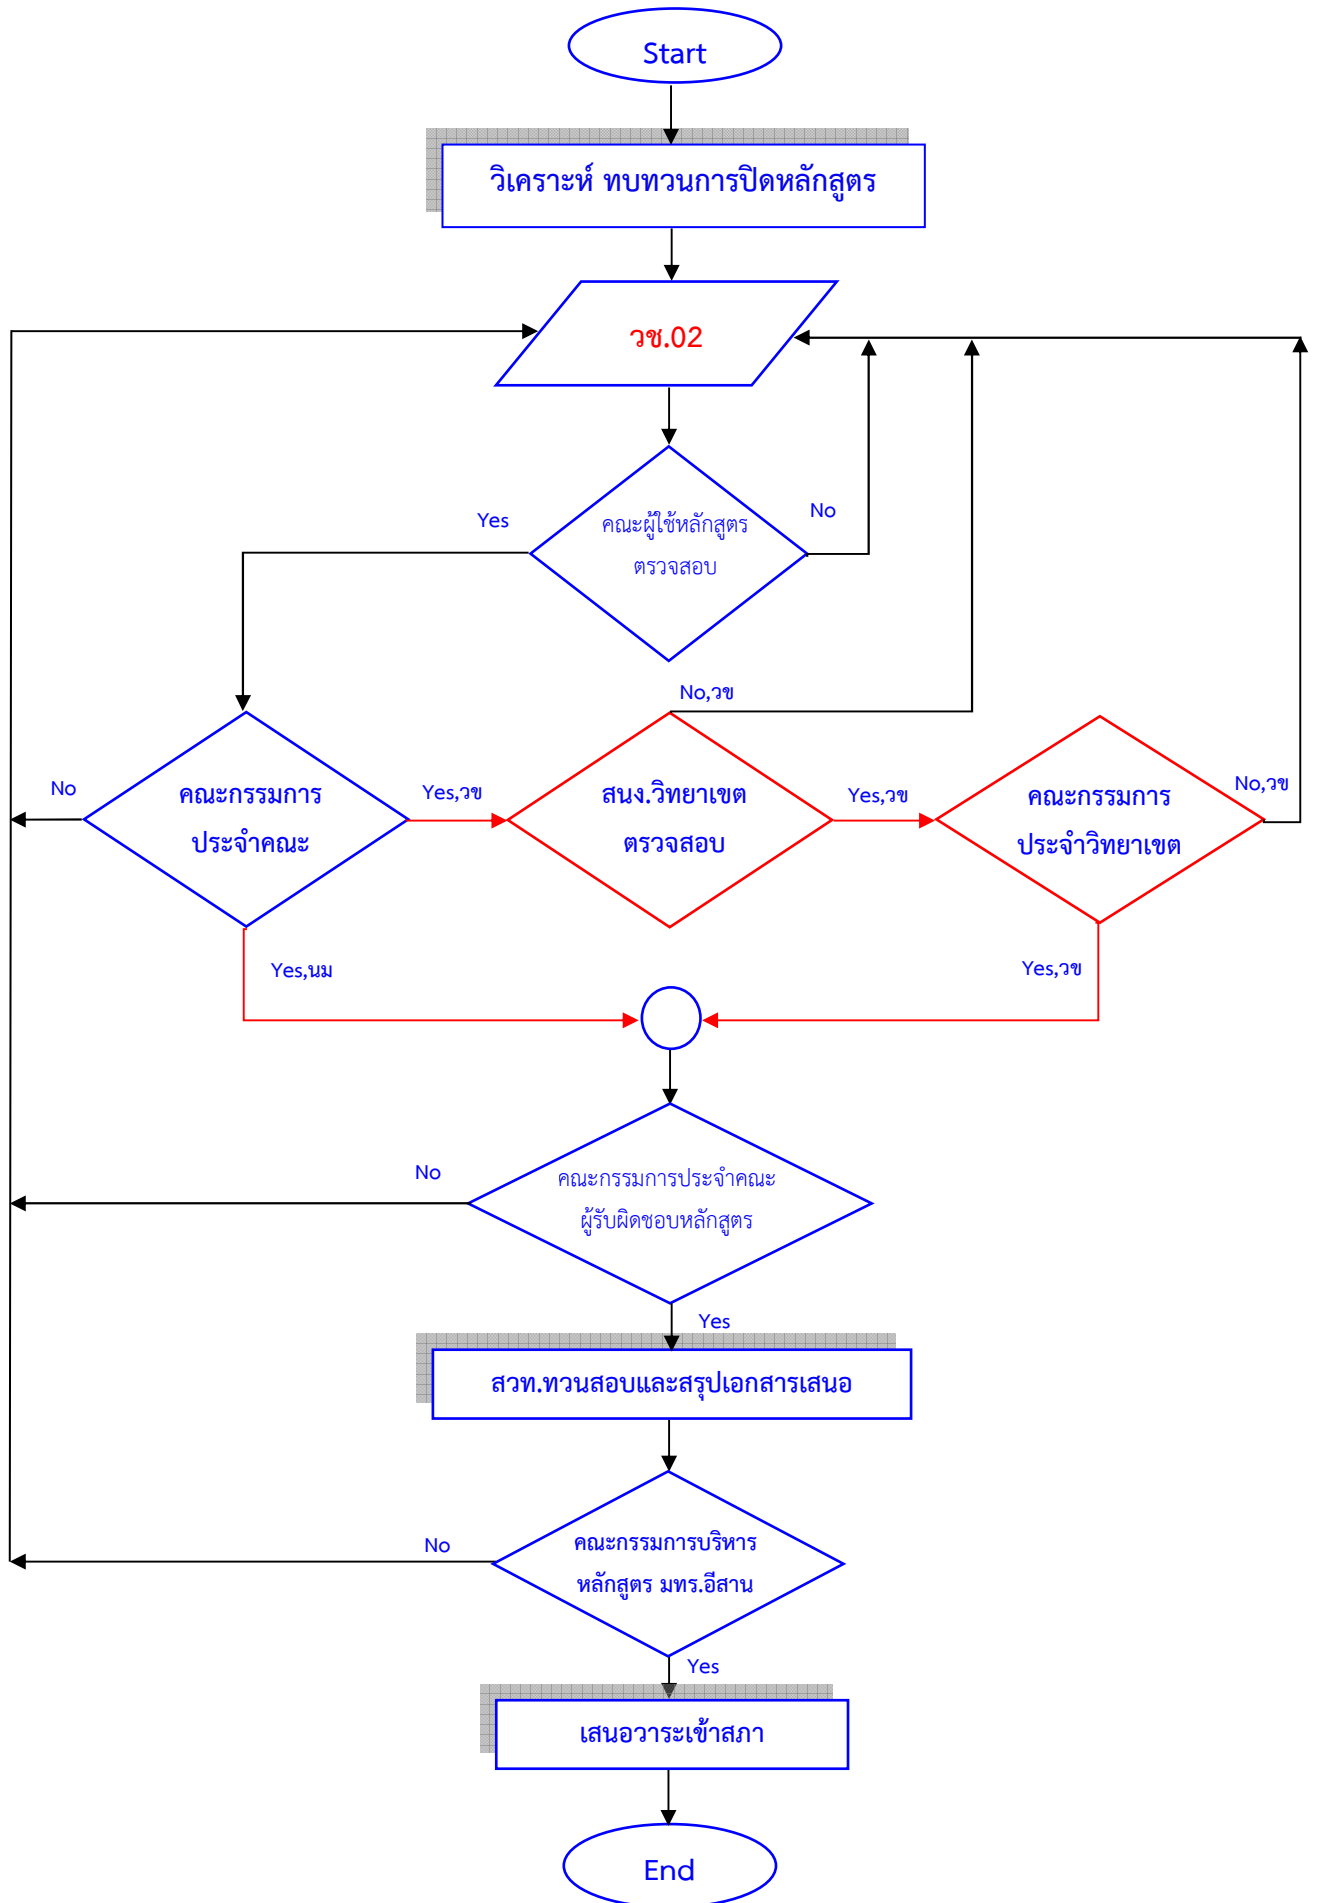 Start
วิเคราะห์ ทบทวนการปิดหลักสูตร
วช.02
Yes
คณะผู้ใช้หลักสูตร
ตรวจสอบ
No
No,วข
No
คณะกรรมการ
ประจำคณะ
Yes,วข
สนง.วิทยาเขต
ตรวจสอบ
Yes,วข
คณะกรรมการ
ประจำวิทยาเขต
No,วข
Yes,นม
Yes,วข
No
คณะกรรมการประจำคณะ
ผู้รับผิดชอบหลักสูตร
Yes
สวท.ทวนสอบและสรุปเอกสารเสนอ
No
คณะกรรมการบริหาร
หลักสูตร มทร.อีสาน
Yes
เสนอวาระเข้าสภา
End